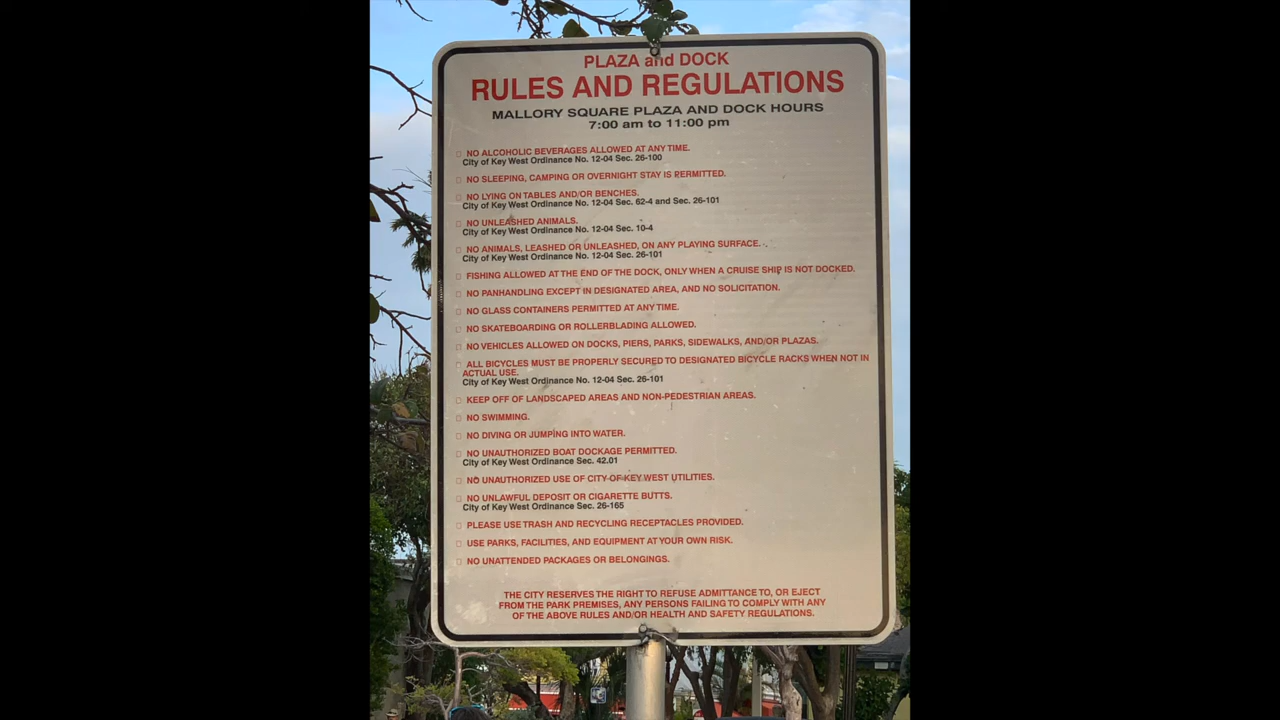 PLAZA and DOCK
RULES AND REGULATIONS
MALLORY SQUARE PLAZA AND DOCK HOURS
7:00 am to 11:00 pm
NO ALCOHOLIC BEVERAGES ALLOWED AT ANY TIME.
City of Key West Ordinance No. 12-04 Sec. 26-100
NO SLEEPING, CAMPING OR OVERNIGHT STAY IS PERMITTED.
NO LYING ON TABLES AND/OR BENCHES.
City of Key West Ordinance No. 12-04 Sec. 62-4 and Sec. 26-101
NO UNLEASHED ANIMALS.
City of Key West Ordinance No. 12-04 Sec. 10-4
NO ANIMALS, LEASHED OR UNLEASHED, ON ANY PLAYING SURFACE.
City of Key West Ordinance No. 12-04 Sec. 26-101
FISHING ALLOWED AT THE END OF THE DOCK, ONLY WHEN A CRUISE SHIP IS NOT DOCKED.
NO PANHANDLING EXCEPT IN DESIGNATED AREA, AND NO SOLICITATION.
NO GLASS CONTAINERS PERMITTED AT ANY TIME.
NO SKATEBOARDING OR ROLLERBLADING ALLOWED.
NO VEHICLES ALLOWED ON DOCKS, PIERS, PARKS, SIDEWALKS, AND/OR PLAZAS.
ALL BICYCLES MUST BE PROPERLY SECURED TO DESIGNATED BICYCLE RACKS WHEN NOT IN
ACTUAL USE.
City of Key West Ordinance No. 12-04 Sec. 26-101
KEEP OFF OF LANDSCAPED AREAS AND NON-PEDESTRIAN AREAS.
NO SWIMMING.
NO DIVING OR JUMPING INTO WATER.
NO UNAUTHORIZED BOAT DOCKAGE PERMITTED.
City of Key West Ordinance Sec. 42.01
NO UNAUTHORIZED USE OF CITY OF KEY WEST UTILITIES.
NO UNLAWFUL DEPOSIT OR CIGARETTE BUTTS.
City of Key West Ordinance Sec. 26-165
PLEASE USE TRASH AND RECYCLING RECEPTACLES PROVIDED.
USE PARKS, FACILITIES, AND EQUIPMENT AT YOUR OWN RISK.
NO UNATTENDED PACKAGES OR BELONGINGS.
THE CITY RESERVES THE RIGHT TO REFUSE ADMITTANCE TO, OR EJECT
FROM THE PARK PREMISES, ANY PERSONS FAILING TO COMPLY WITH ANY
OF THE ABOVE RULES AND/OR HEALTH AND SAFETY REGULATIONS.